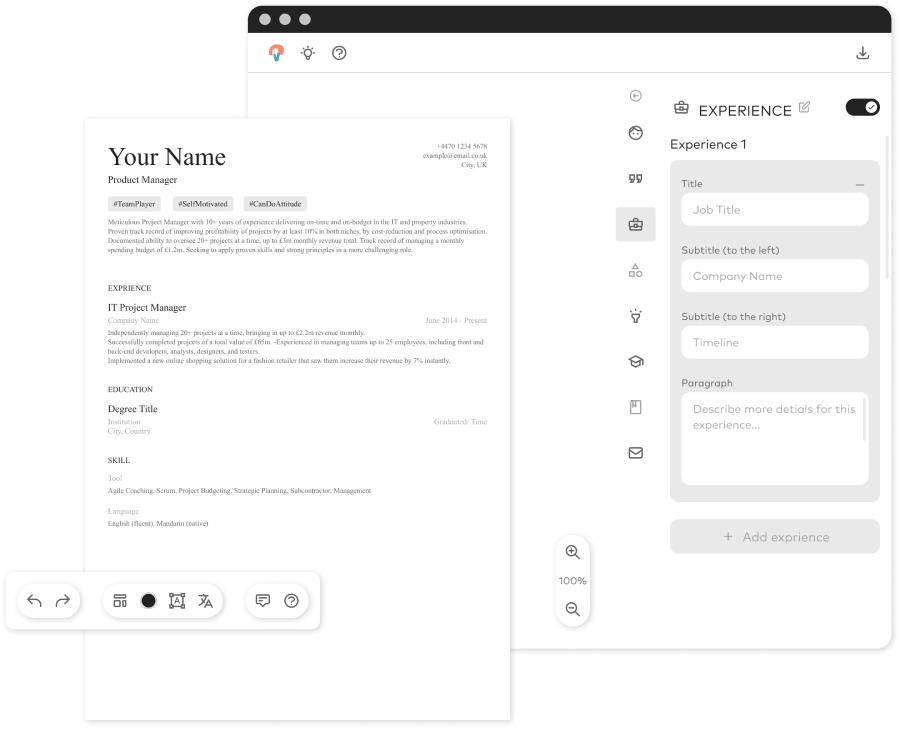 EXPERIENCE
Experience 1
Title
Job Title
Subtitle (to the left)
Company Name
Subtitle (to the right)
Timeline
Paragraph
Describe more detials for this
experience...
+ Add exprience
100%
Your Name
+4470 1234 5678
example@email.co.uk
City, UK
Product Manager
#TeamPlayer #SelfMotivated #CanDoAttitude
Meticulous Project Manager with 10+ years of experience delivering on-time and on-budget in the IT and property industries.
Proven track record of improving profitability of projects by at least 10% in both niches, by cost-reduction and process optimisation.
Documented ability to oversee 20+ projects at a time, up to £3m monthly revenue total. Track record of managing a monthly
spending budget of £1.2m. Seeking to apply proven skills and strong principles in a more challenging role.
EXPRIENCE
IT Project Manager
Company Name June 2014 - Present
Independently managing 20+ projects at a time, bringing in up to £2.2m revenue monthly.
Successfully completed projects of a total value of £65m. -Experienced in managing teams up to 25 employees, including front and
back-end developers, analysts, designers, and testers.
Implemented a new online shopping solution for a fashion retailer that saw them increase their revenue by 7% instantly.
EDUCATION
Degree Title
Institution Graduated/ Time
City, Country
SKILL
Tool
Agile Coaching, Scrum, Project Budgeting, Strategic Planning, Subcontractor, Management
Language
English (fluent), Mandarin (native)
A